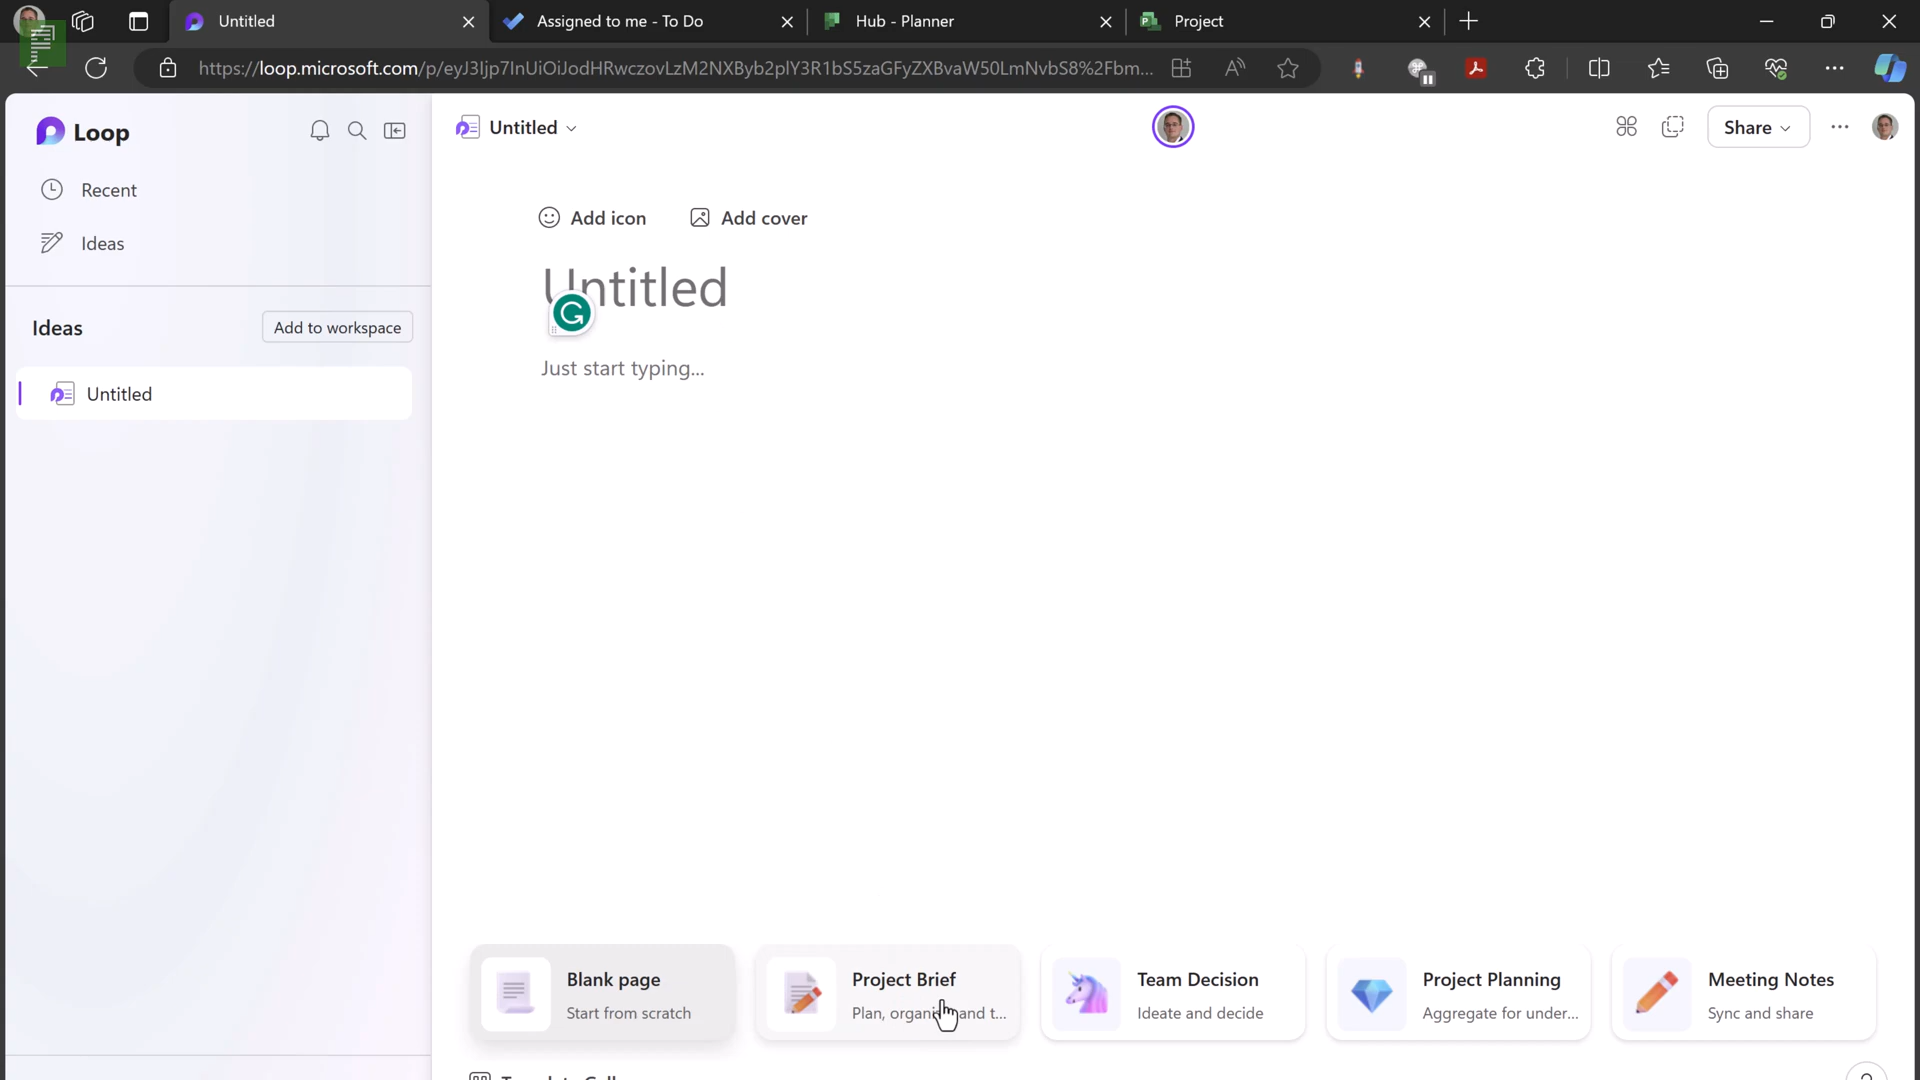 Untitled
Assigned to me - To Do
Hub - Planner
Project
https://loop.microsoft.com/p/eyJ3Ijp7InUiOiJodHRwczovLzM2NXByb2plY3R1bS5zaGFyZXBvaW50LmNvbS8%2Fbm...
Loop
Recent
Ideas
Ideas
Add to workspace
Untitled
Untitled
Share
Add icon
Add cover
Untitled
Just start typing...
Blank page
Start from scratch
Project Brief
Plan, and t...
Team Decision
Ideate and decide
Project Planning
Aggregate for under...
Meeting Notes
Sync and share